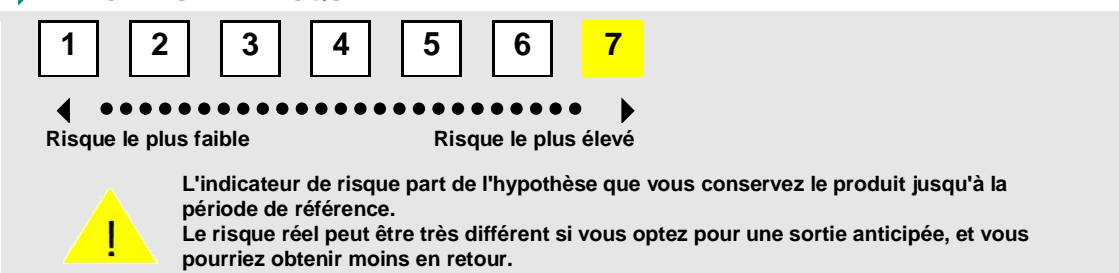 1 2 3 4 5 6 7
Risque le plus faible Risque le plus élevé
L'indicateur de risque part de l'hypothèse que vous conservez le produit jusqu'à la
période de référence.
! Le risque réel peut être très différent si vous optez pour une sortie anticipée, et vous
pourriez obtenir moins en retour.